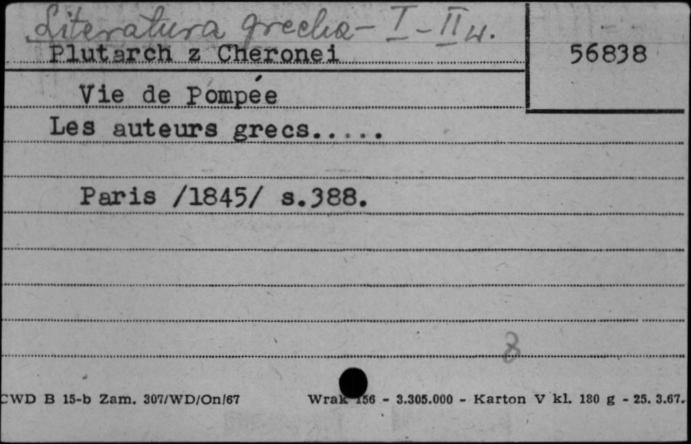 Literatura grecka - I - II w.
Plutarch z Cheronei
56838
Vie de Pompée
Les auteurs grecs.....
Paris /1845/ s.388.
8
CWD B 15-b Zam. 307/WD/On/67 Wrak 156 - 3.305.000 - Karton V kl. 180 g - 25. 3.67.